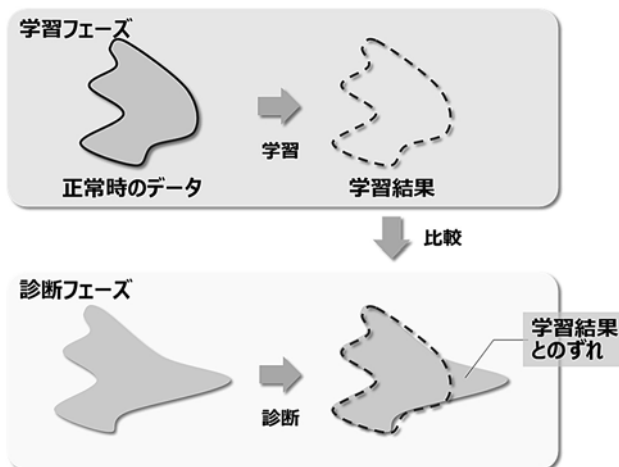 学習フェーズ
学習
正常時のデータ
学習結果
比較
診断フェーズ
学習結果
とのずれ
診断